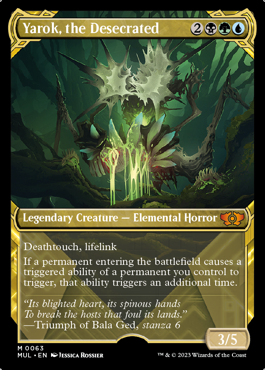 Yarok, the Desecrated 2
Legendary Creature — Elemental Horror
Deathtouch, lifelink
If a permanent entering the battlefield causes a
triggered ability of a permanent you control to
trigger, that ability triggers an additional time.
“Its blighted heart, its spinous hands
To break the hosts that foul its lands.”
—Triumph of Bala Ged, stanza 6
3/5
M 0063
MUL • EN Jessica Rossier
™ & © 2023 Wizards of the Coast